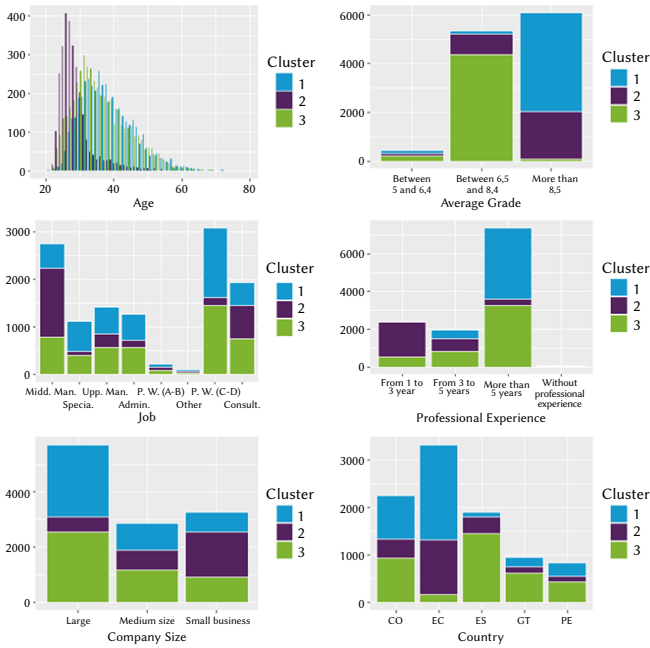 400
300
200
100
0
20 40 60 80
Age
Cluster
1
2
3
6000
4000
2000
0
Between
5 and 6,4
Between 6,5
and 8,4
More than
8,5
Average Grade
Cluster
1
2
3
3000
2000
1000
0
Midd. Man. Upp. Man. P. W. (A-B) P. W. (C-D)
Specia. Admin. Other Consult.
Job
Cluster
1
2
3
6000
4000
2000
0
From 1 to
3 year
From 3 to
5 years
More than
5 years
Without
professional
experience
Professional Experience
Cluster
1
2
3
4000
2000
0
Large Medium size Small business
Company Size
Cluster
1
2
3
3000
2000
1000
0
CO EC ES GT PE
Country
Cluster
1
2
3